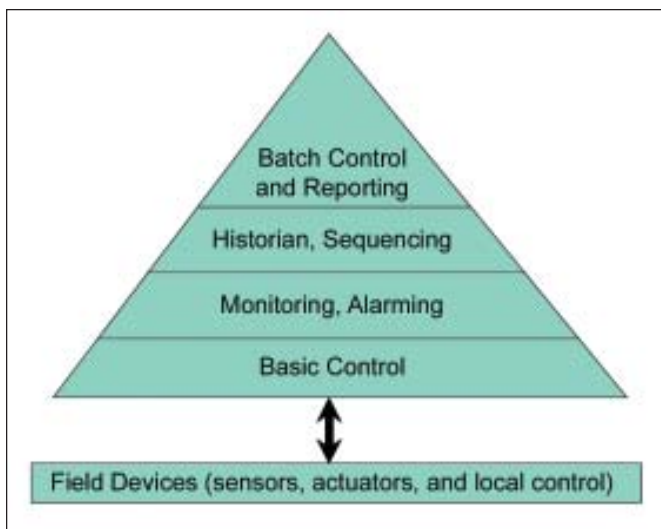 Batch Control
and Reporting
Historian, Sequencing
Monitoring, Alarming
Basic Control
Field Devices (sensors, actuators, and local control)